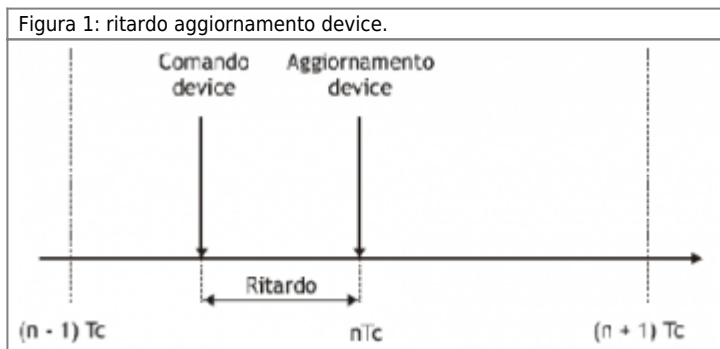 Figura 1: ritardo aggiornamento device.
Comando device
Aggiornamento device
Ritardo
(n - 1) Tc
nTc
(n + 1) Tc